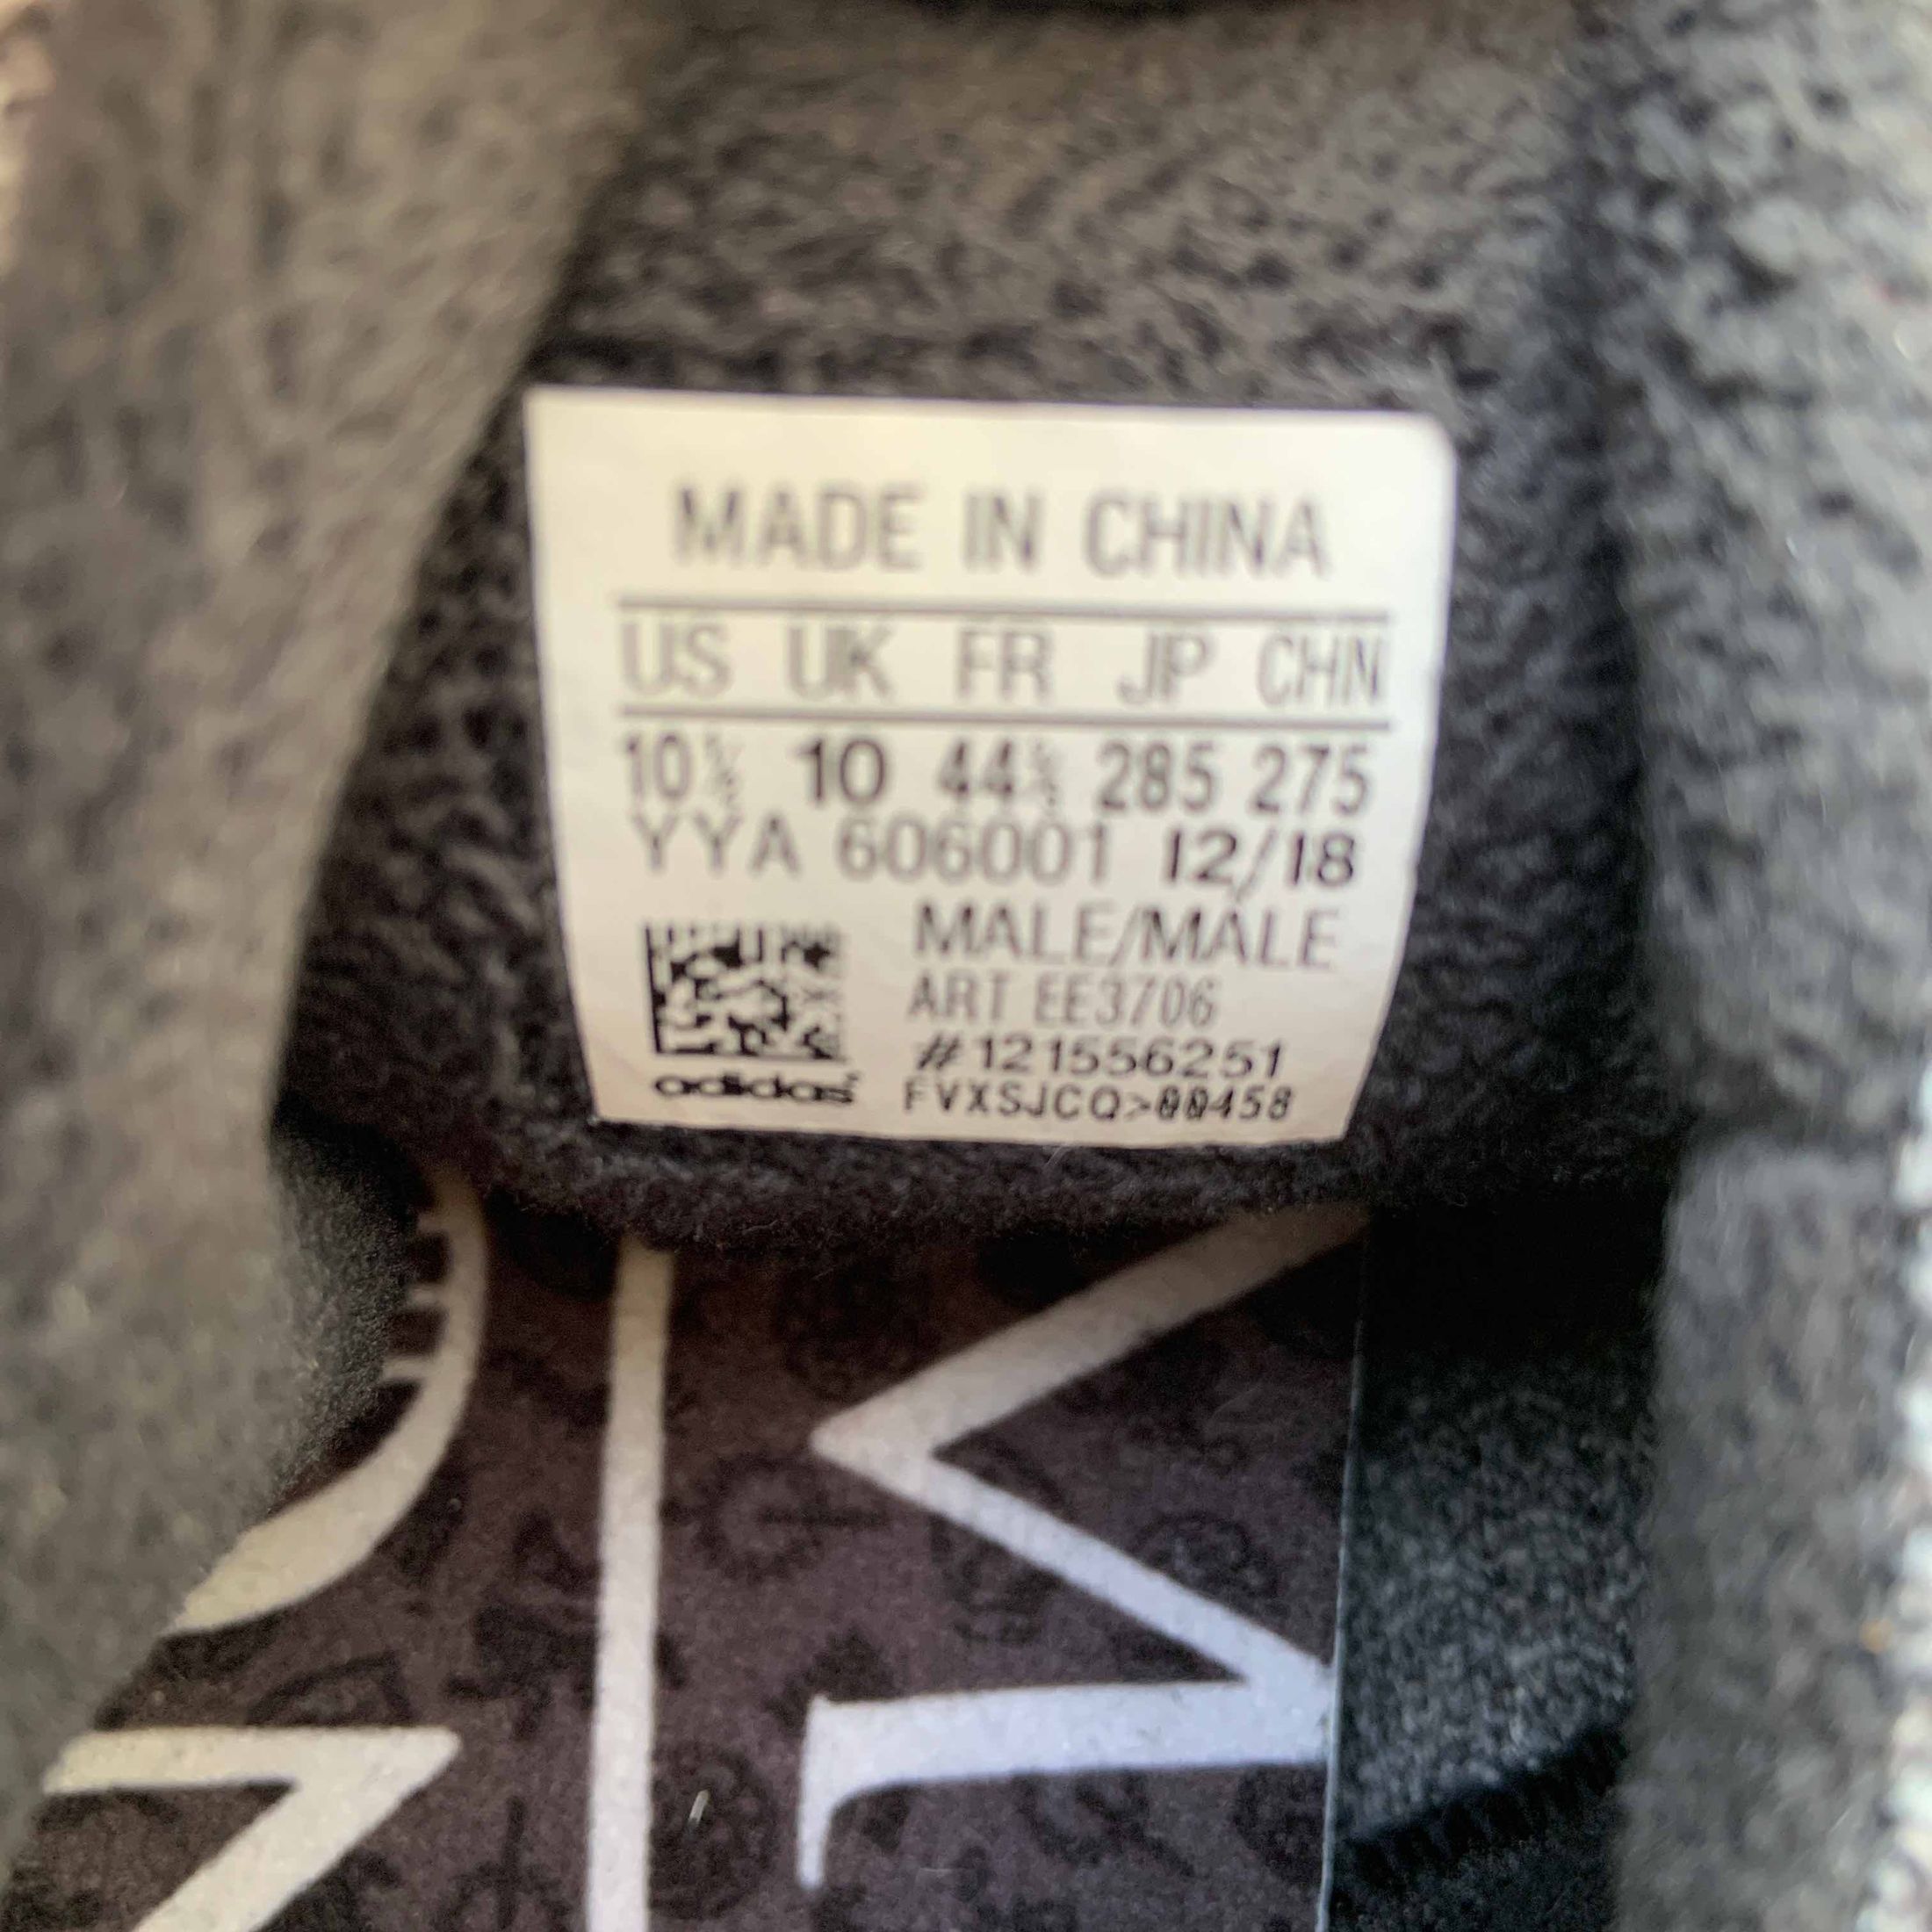 MADE IN CHINA
US UK FR JP CHN
10½ 10 44⅔ 285 275
YYA 606001 12/18
MALE/MÂLE
ART EE3706
#121556251
adidas
FVXSJCQ>00458